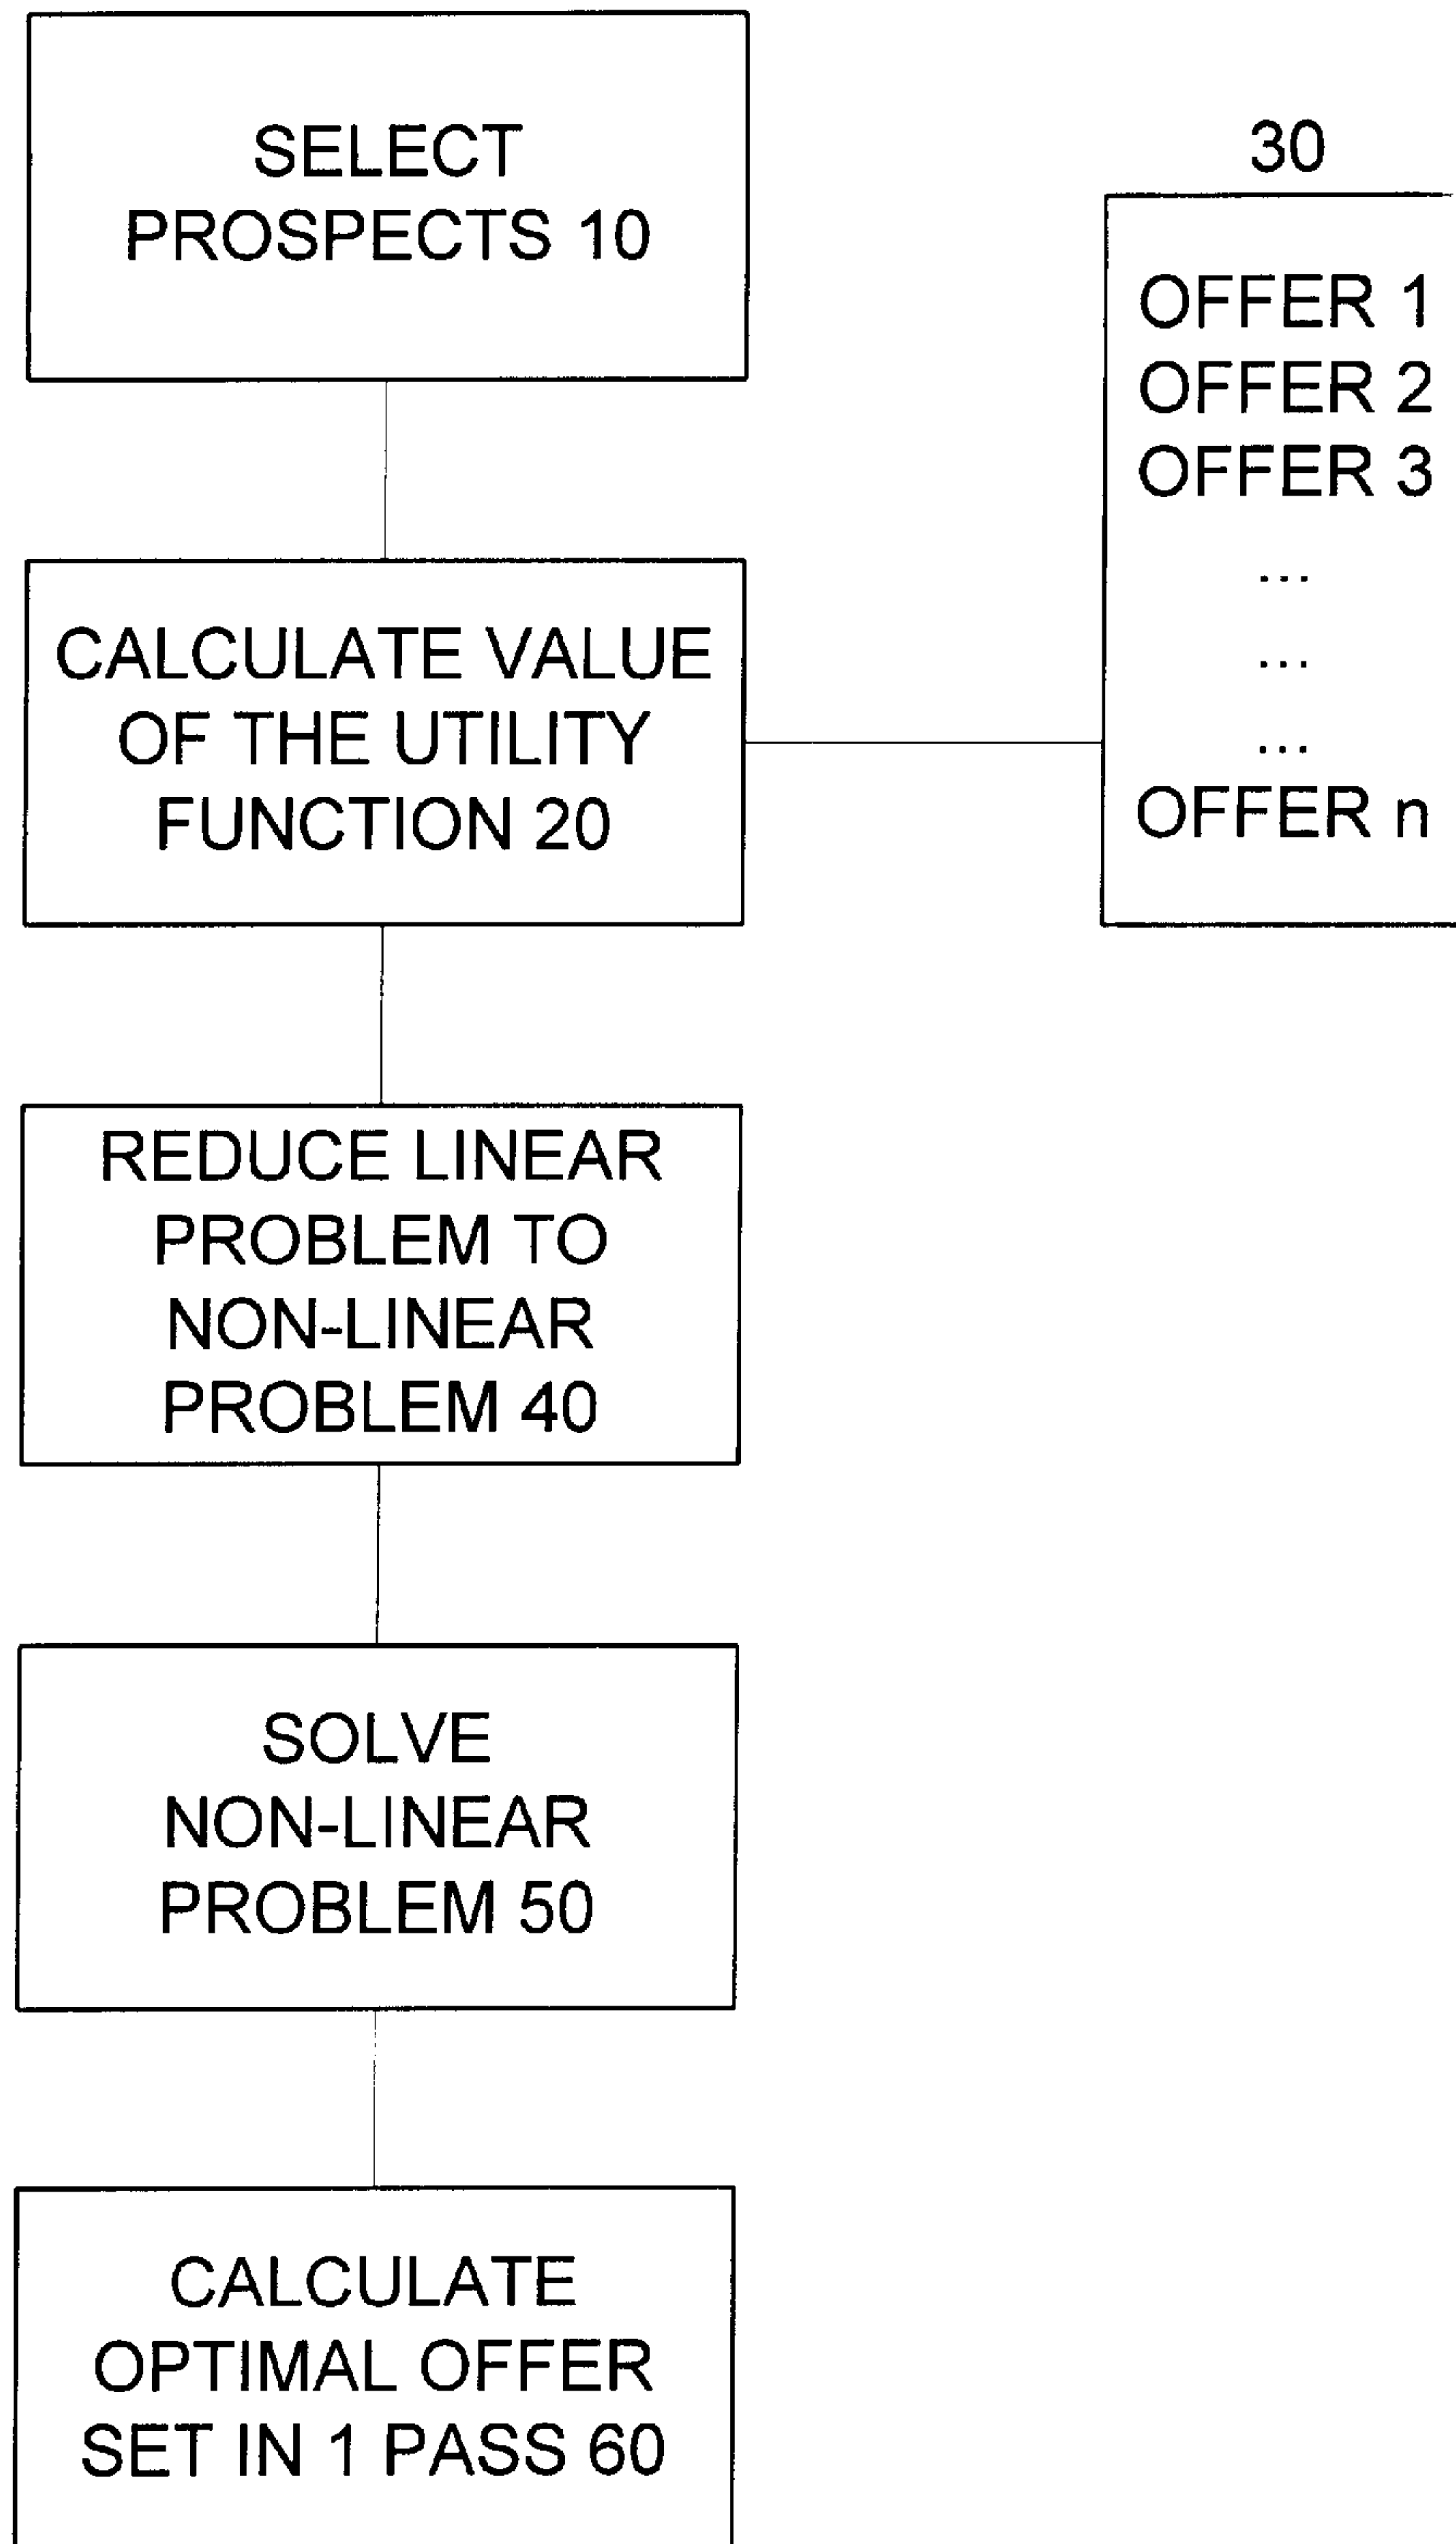 SELECT
PROSPECTS 10
30
OFFER 1
OFFER 2
OFFER 3
...
...
...
OFFER n
CALCULATE VALUE
OF THE UTILITY
FUNCTION 20
REDUCE LINEAR
PROBLEM TO
NON-LINEAR
PROBLEM 40
SOLVE
NON-LINEAR
PROBLEM 50
CALCULATE
OPTIMAL OFFER
SET IN 1 PASS 60